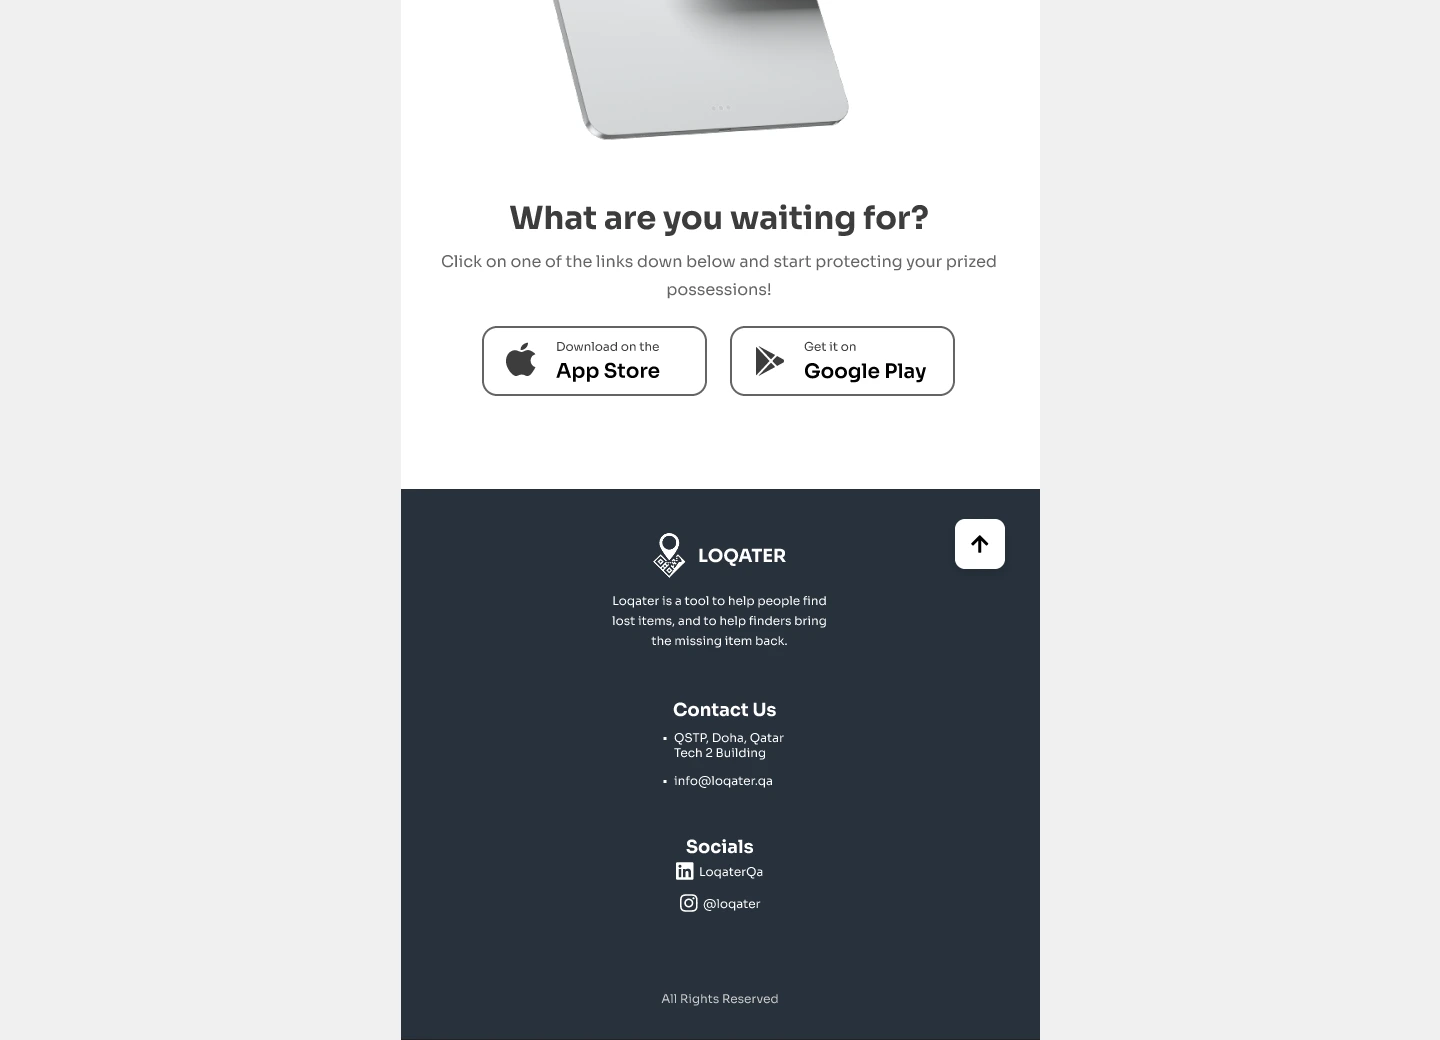 What are you waiting for?
Click on one of the links down below and start protecting your prized
possessions!
Download on the
App Store
Get it on
Google Play
LOQATER
Loqater is a tool to help people find
lost items, and to help finders bring
the missing item back.
Contact Us
• QSTP, Doha, Qatar
Tech 2 Building
• info@loqater.qa
Socials
LoqaterQa
@loqater
All Rights Reserved